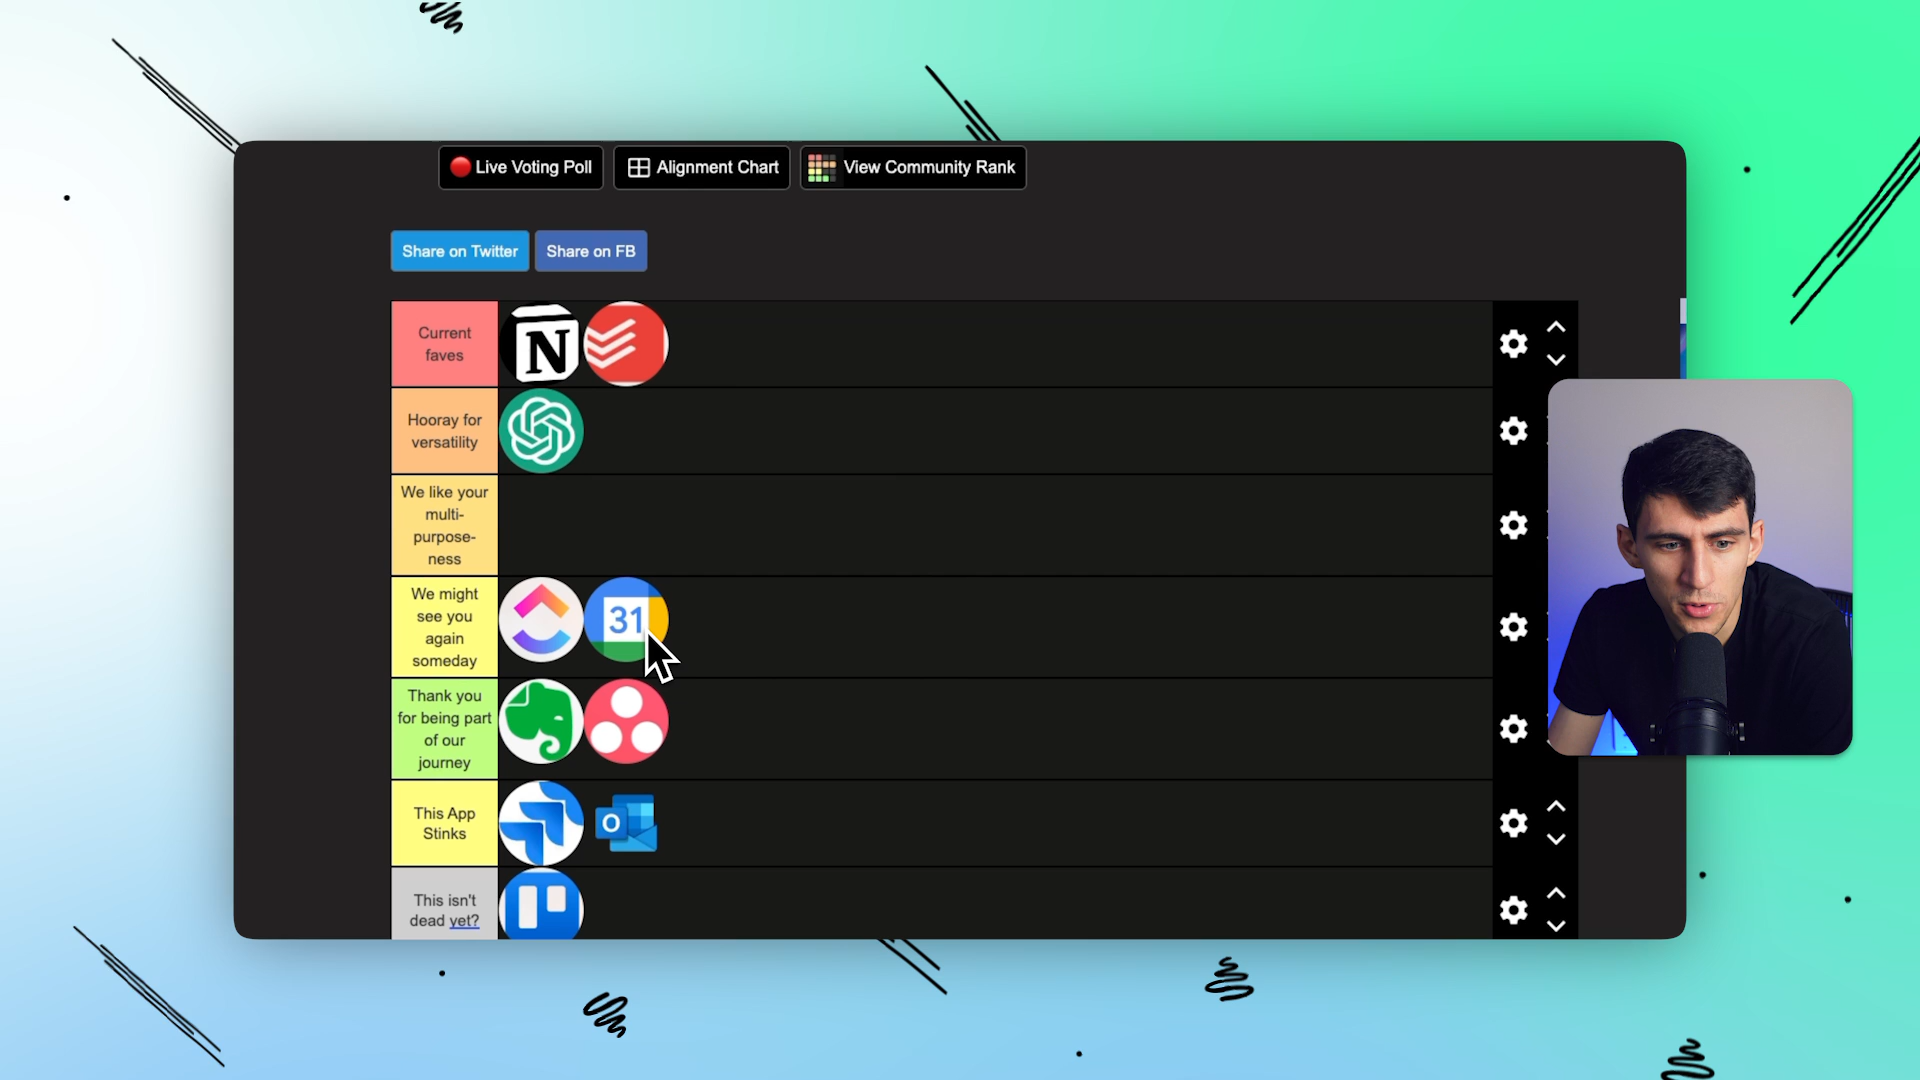 Live Voting Poll
Alignment Chart
View Community Rank
Share on Twitter
Share on FB
Current
faves
N
Hooray for
versatility
We like your
multi-
purpose-
ness
We might
see you
again
someday
31
Thank you
for being part
of our
journey
This App
Stinks
O
This isn't
dead yet?